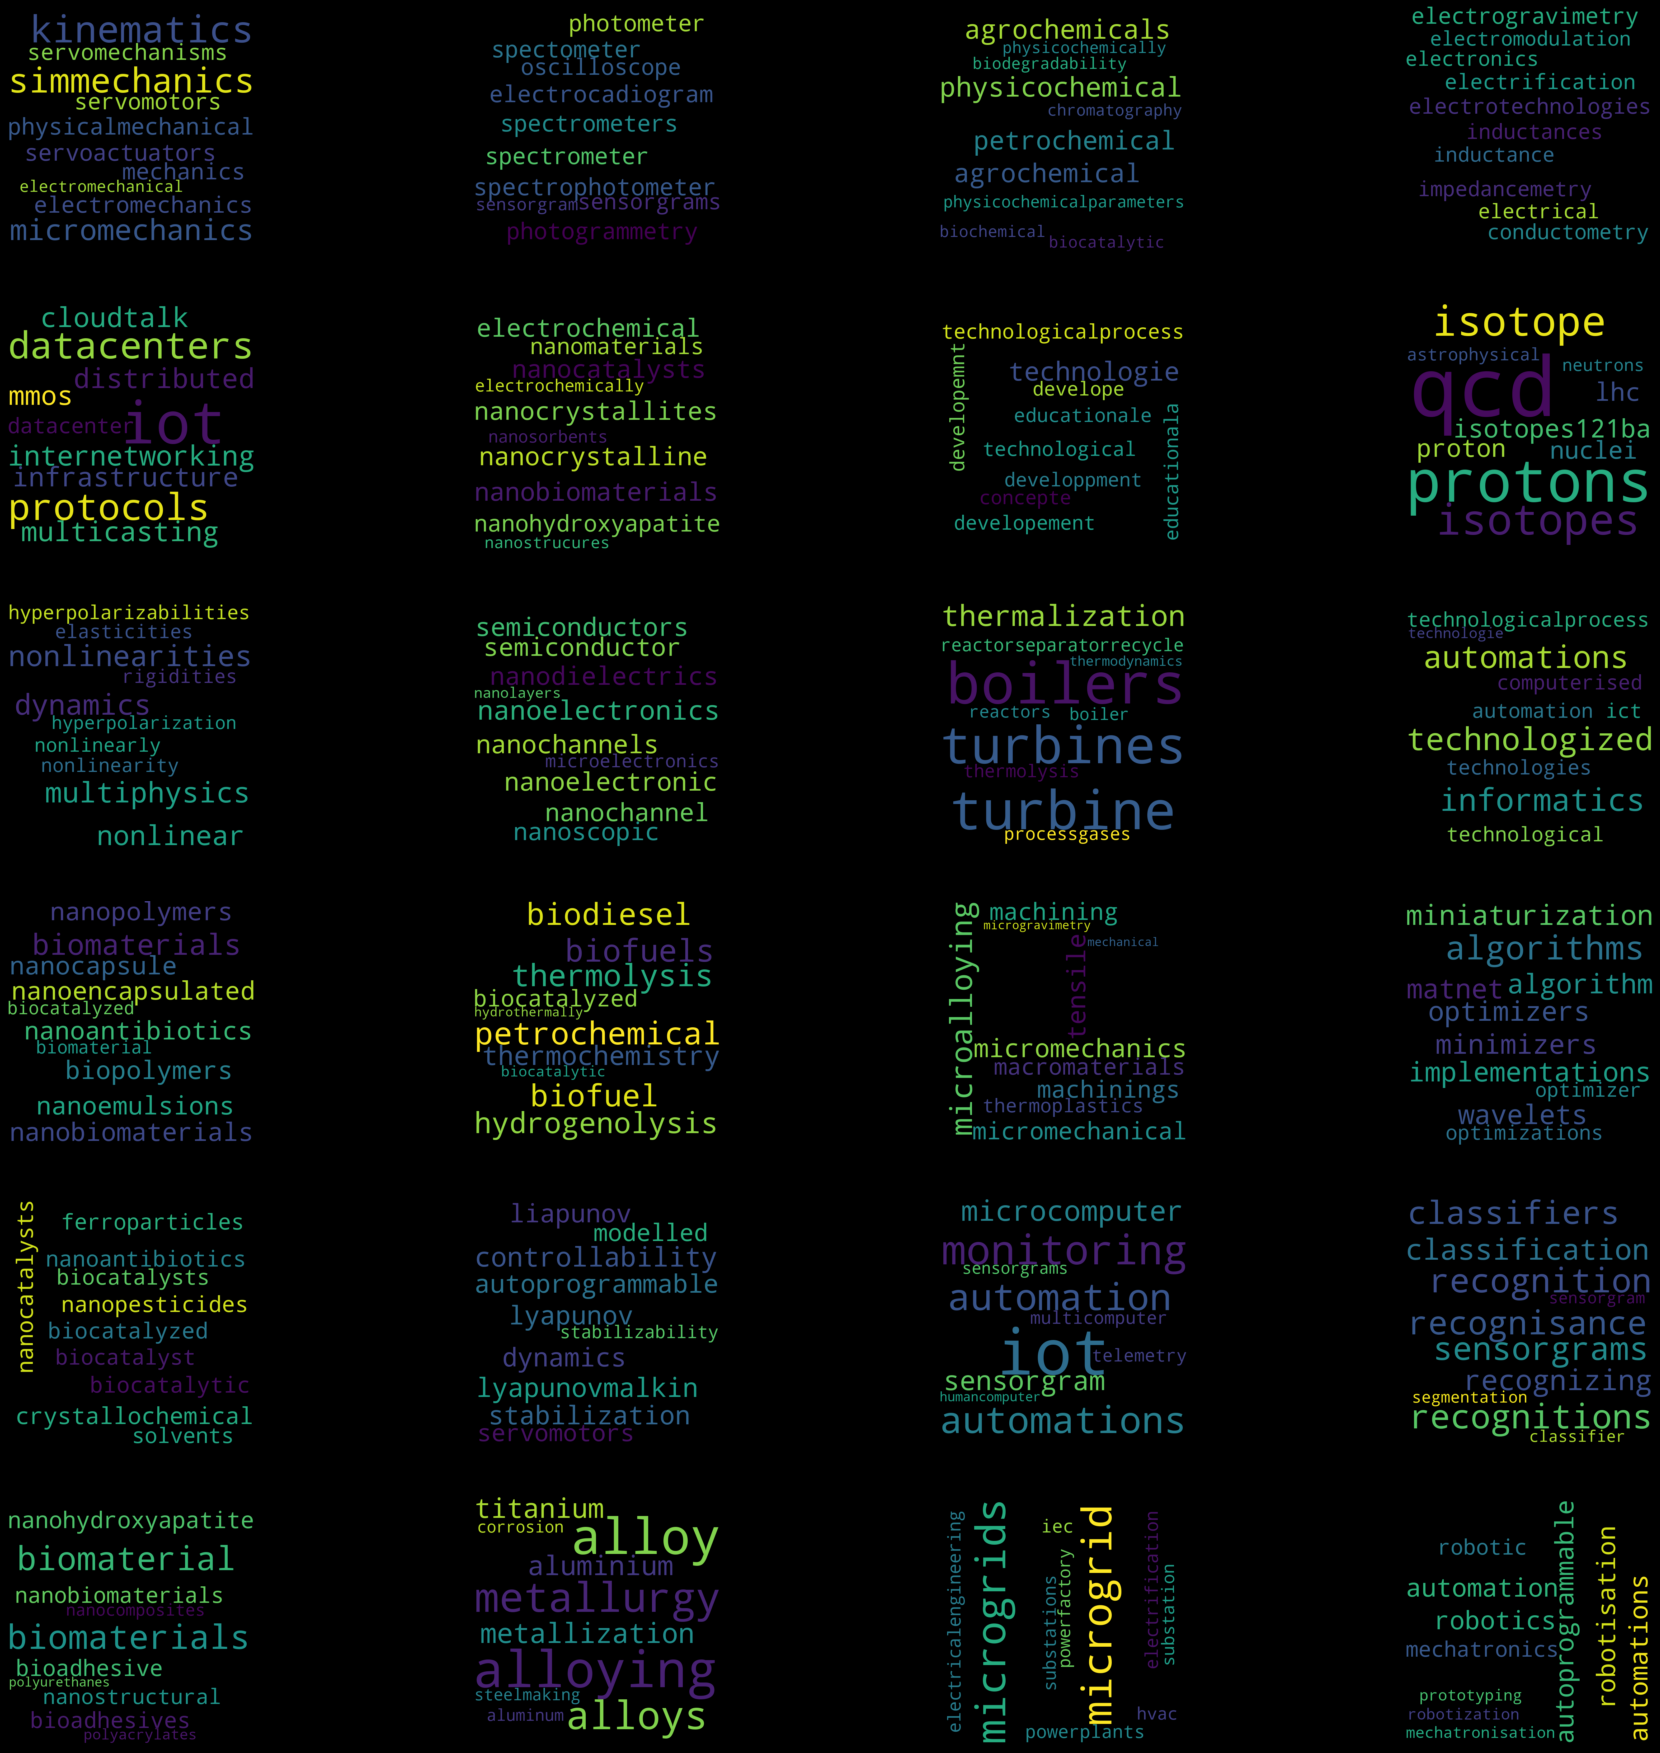 kinematics
servomechanisms
simmechanics
servomotors
physicalmechanical
servoactuators
mechanics
electromechanical
electromechanics
micromechanics
photometer
spectometer
oscilloscope
electrocadiogram
spectrometers
spectrometer
spectrophotometer
sensorgram sensorgrams
photogrammetry
agrochemicals
physicochemically
biodegradability
physicochemical
chromatography
petrochemical
agrochemical
physicochemicalparameters
biochemical
biocatalytic
electrogravimetry
electromodulation
electronics
electrification
electrotechnologies
inductances
inductance
impedancemetry
electrical
conductometry
cloudtalk
datacenters
distributed
mmos
iot
datacenter
internetworking
infrastructure
protocols
multicasting
electrochemical
nanomaterials
nanocatalysts
electrochemically
nanocrystallites
nanosorbents
nanocrystalline
nanobiomaterials
nanohydroxyapatite
nanostrucures
technologicalprocess
developemnt
technologie
develope
educationale
educationala
technological
developpment
concepte
developement
isotope
astrophysical
neutrons
qcd
lhc
isotopes121ba
proton
nuclei
protons
isotopes
hyperpolarizabilities
elasticities
nonlinearities
rigidities
dynamics
hyperpolarization
nonlinearly
nonlinearity
multiphysics
nonlinear
semiconductors
semiconductor
nanodielectrics
nanolayers
nanoelectronics
nanochannels
microelectronics
nanoelectronic
nanochannel
nanoscopic
thermalization
reactorseparatorrecycle
thermodynamics
boilers
reactors
boiler
turbines
thermolysis
turbine
processgases
technologicalprocess
technologie
automations
computerised
automation ict
technologized
technologies
informatics
technological
nanopolymers
biomaterials
nanocapsule
nanoencapsulated
biocatalyzed
nanoantibiotics
biomaterial
biopolymers
nanoemulsions
nanobiomaterials
biodiesel
biofuels
thermolysis
biocatalyzed
hydrothermally
petrochemical
thermochemistry
biocatalytic
biofuel
hydrogenolysis
microalloying
machining
microgravimetry
tensile
mechanical
micromechanics
macromaterials
machinings
thermoplastics
micromechanical
miniaturization
algorithms
matnet
algorithm
optimizers
minimizers
implementations
optimizer
wavelets
optimizations
nanocatalysts
ferroparticles
nanoantibiotics
biocatalysts
nanopesticides
biocatalyzed
biocatalyst
biocatalytic
crystallochemical
solvents
liapunov
modelled
controllability
autoprogrammable
lyapunov
stabilizability
dynamics
lyapunovmalkin
stabilization
servomotors
microcomputer
monitoring
sensorgrams
automation
multicomputer
iot
telemetry
sensorgram
humancomputer
automations
classifiers
classification
recognition
sensorgram
recognisance
sensorgrams
recognizing
segmentation
recognitions
classifier
nanohydroxyapatite
biomaterial
nanobiomaterials
nanocomposites
biomaterials
bioadhesive
polyurethanes
nanostructural
bioadhesives
polyacrylates
titanium
corrosion
alloy
aluminium
metallurgy
metallization
alloying
steelmaking
aluminum
alloys
electricalengineering
microgrids
iec
substations
powerfactory
microgrid
electrification
substation
hvac
powerplants
robotic
automation
robotics
mechatronics
prototyping
robotization
mechatronisation
autoprogrammable
robotisation
automations